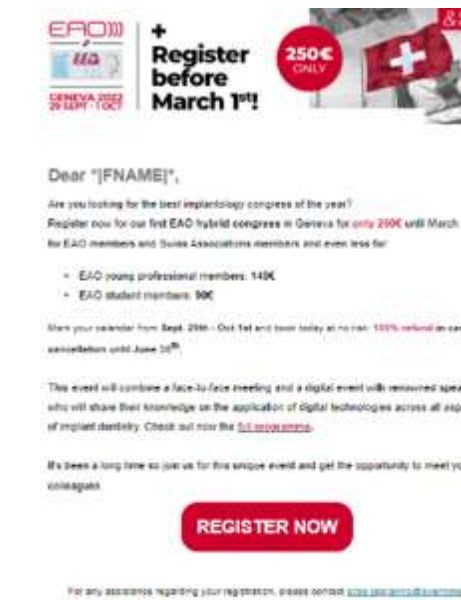 EAO
GENEVA 2022
29 SEPT - 1 OCT
+
Register
before
March 1st!
250€
ONLY
Dear *|FNAME|*,
Are you looking for the best implantology congress of the year?
Register now for our first EAO hybrid congress in Geneva for only 250€ until March
for EAO members and Swiss Associations members and even less for:
EAO young professional members: 140€
EAO student members: 90€
Mark your calendar from Sept. 29th - Oct 1st and book today at no risk: 100% refund in
cancellation until June 30th.
This event will combine a face-to-face meeting and a digital event with renowned
who will share their knowledge on the application of digital technologies across all
of implant dentistry. Check out now the full programme.
It's been a long time so join us for this unique event and get the opportunity to meet
colleagues
REGISTER NOW
For any assistance regarding your registration, please contact